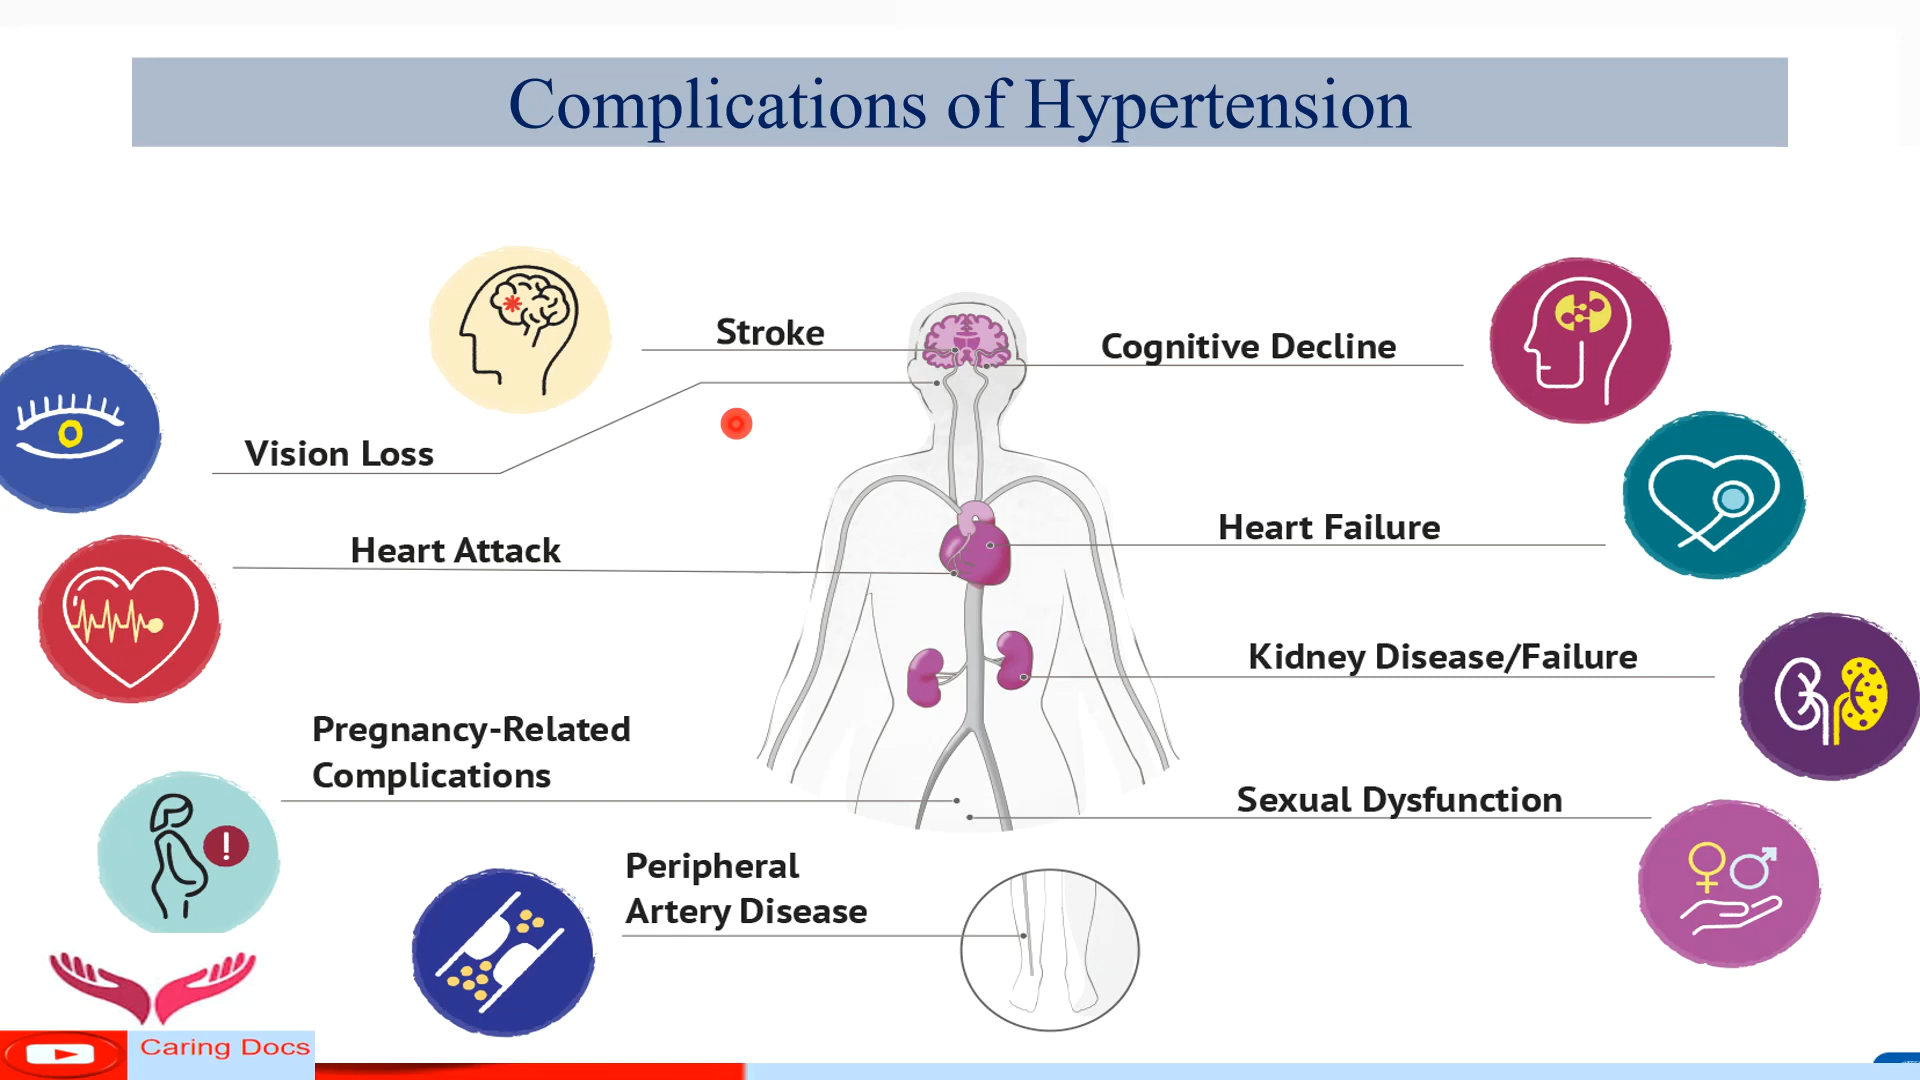 Complications of Hypertension
Stroke
Cognitive Decline
Vision Loss
Heart Attack
Heart Failure
Kidney Disease/Failure
Pregnancy-Related
Complications
Sexual Dysfunction
Peripheral
Artery Disease
Caring Docs